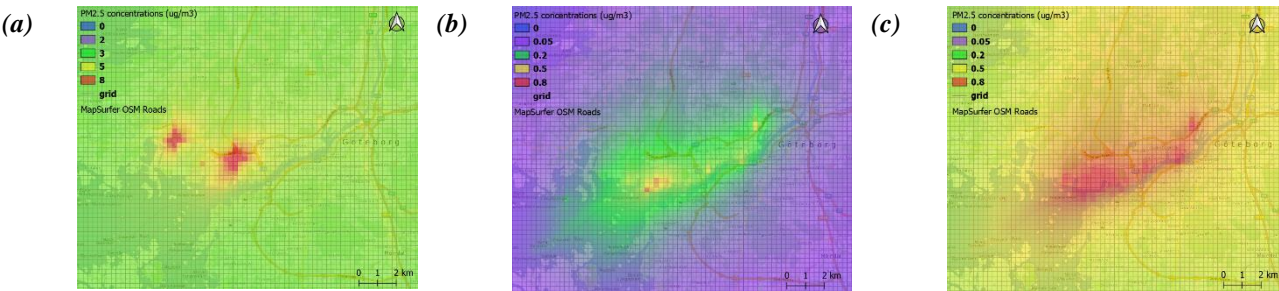 (a)
PM2.5 concentrations (ug/m3)
0
2
3
5
8
grid
MapSurfer OSM Roads
Göteborg
0 1 2 km
(b)
PM2.5 concentrations (ug/m3)
0
0.05
0.2
0.5
0.8
grid
MapSurfer OSM Roads
Göteborg
0 1 2 km
(c)
PM2.5 concentrations (ug/m3)
0
0.05
0.2
0.5
0.8
grid
MapSurfer OSM Roads
Göteborg
0 1 2 km